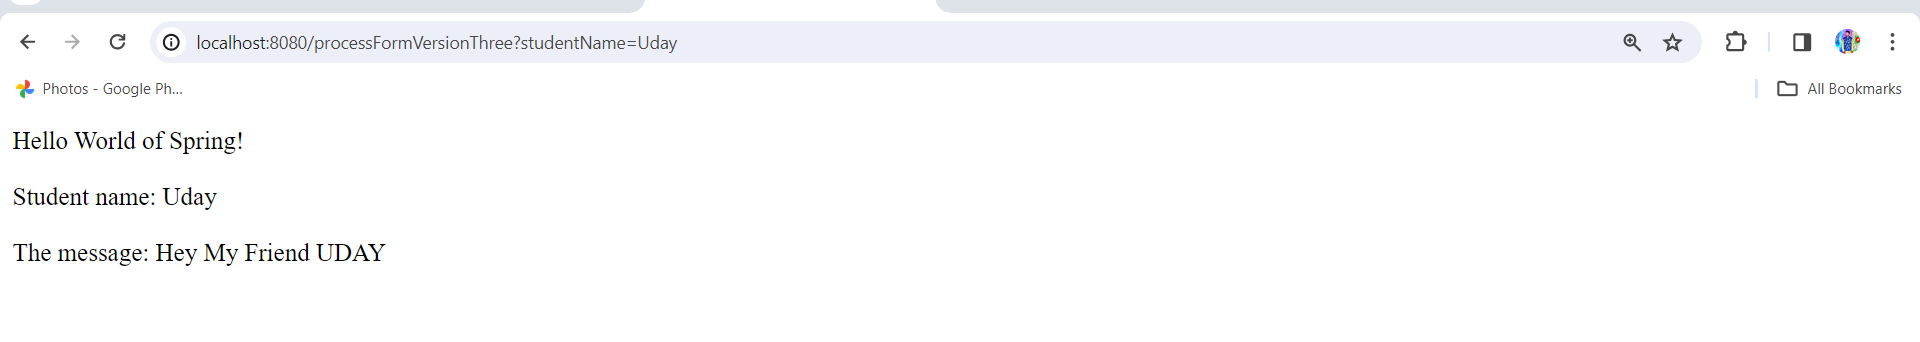 localhost:8080/processFormVersionThree?studentName=Uday
Photos - Google Ph...
All Bookmarks
Hello World of Spring!
Student name: Uday
The message: Hey My Friend UDAY